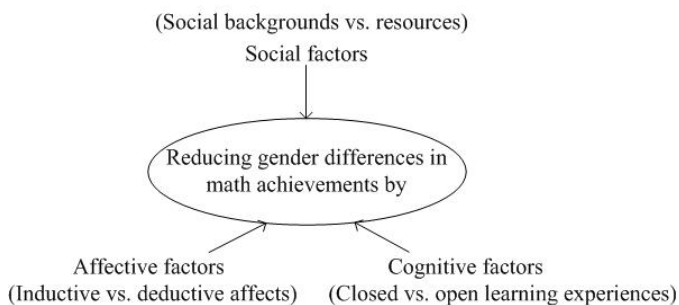 (Social backgrounds vs. resources)
Social factors
Reducing gender differences in
math achievements by
Affective factors
(Inductive vs. deductive affects)
Cognitive factors
(Closed vs. open learning experiences)